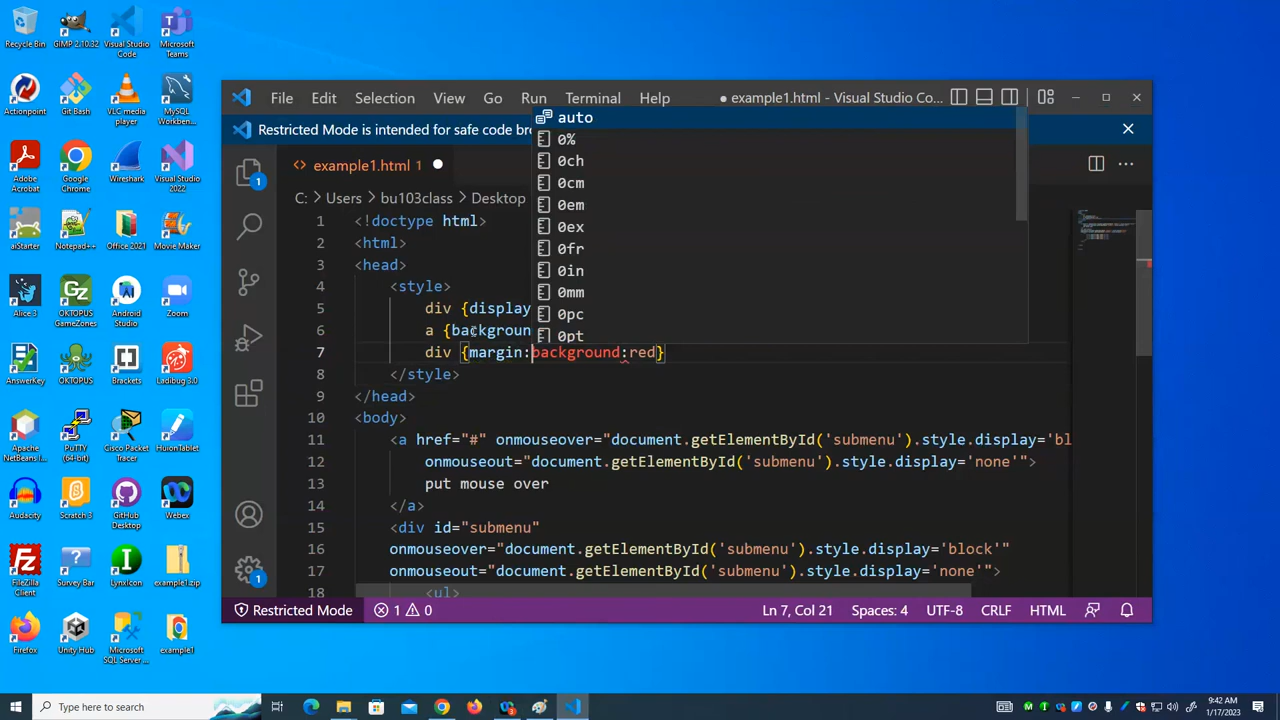 Recycle Bin
GIMP 2.10.32
Visual Studio Code
Microsoft Teams
Actionpoint
Git Bash
VLC media player
MySQL Workben...
Adobe Acrobat
Google Chrome
Wireshark
Visual Studio 2022
aiStarter
Notepad++
Office 2021
Movie Maker
Alice 3
OKTOPUS GameZones
Android Studio
Zoom
AnswerKey
OKTOPUS
Brackets
HuionTablet
Apache NetBeans I...
PuTTY (64-bit)
Cisco Packet Tracer
Audacity
Scratch 3
GitHub Desktop
Webex
FileZilla Client
Survey Bar
LynxIcon
example1.zip
Firefox
Unity Hub
Microsoft SQL Server ...
example1
File Edit Selection View Go Run Terminal Help ● example1.html - Visual Studio Co...
Restricted Mode is intended for safe code bro
<> example1.html 1
C: > Users > bu103class > Desktop
auto
0%
0ch
0cm
0em
0ex
0fr
0in
0mm
0pc
0pt
1 <!doctype html>
2 <html>
3 <head>
4 <style>
5 div {display
6 a {backgroun
7 div {margin:background:red}
8 </style>
9 </head>
10 <body>
11 <a href="#" onmouseover="document.getElementById('submenu').style.display='bl
12 onmouseout="document.getElementById('submenu').style.display='none'">
13 put mouse over
14 </a>
15 <div id="submenu"
16 onmouseover="document.getElementById('submenu').style.display='block'"
17 onmouseout="document.getElementById('submenu').style.display='none'">
18 <ul>
1
1
Restricted Mode 1 0 Ln 7, Col 21 Spaces: 4 UTF-8 CRLF HTML
Type here to search
9:42 AM
1/17/2023